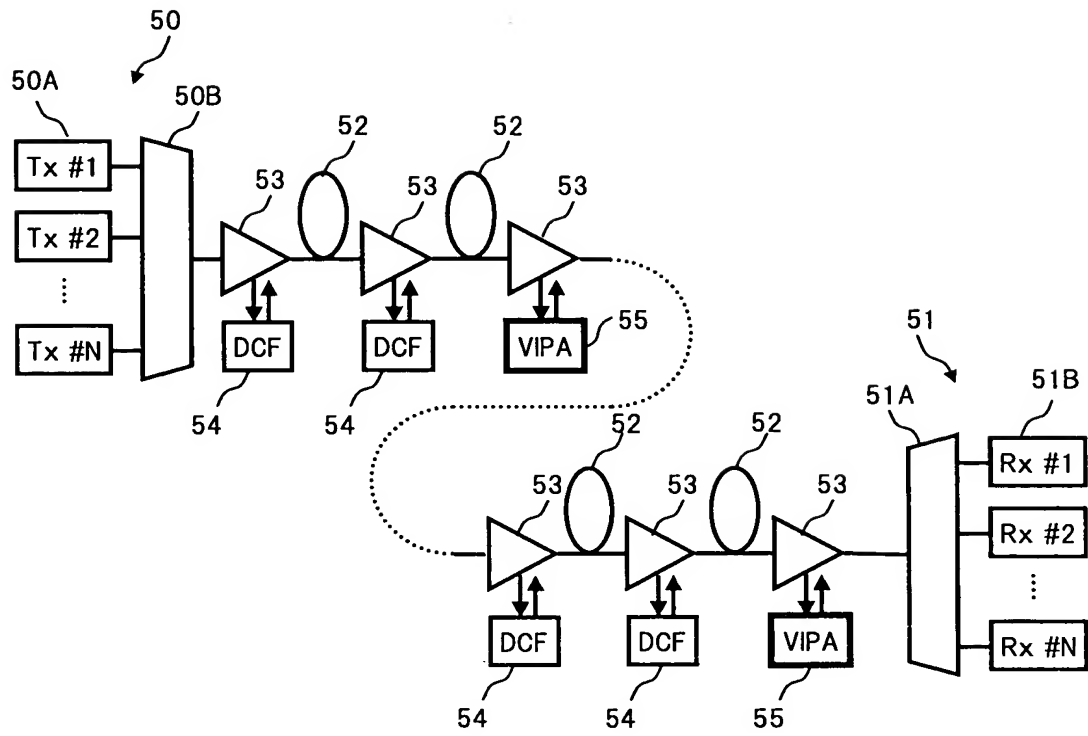 50
50A
50B
52
52
Tx #1
53
53
53
Tx #2
DCF
DCF
VIPA
55
Tx #N
54
54
51
51A
51B
52
52
Rx #1
53
53
53
Rx #2
DCF
DCF
VIPA
Rx #N
54
54
55